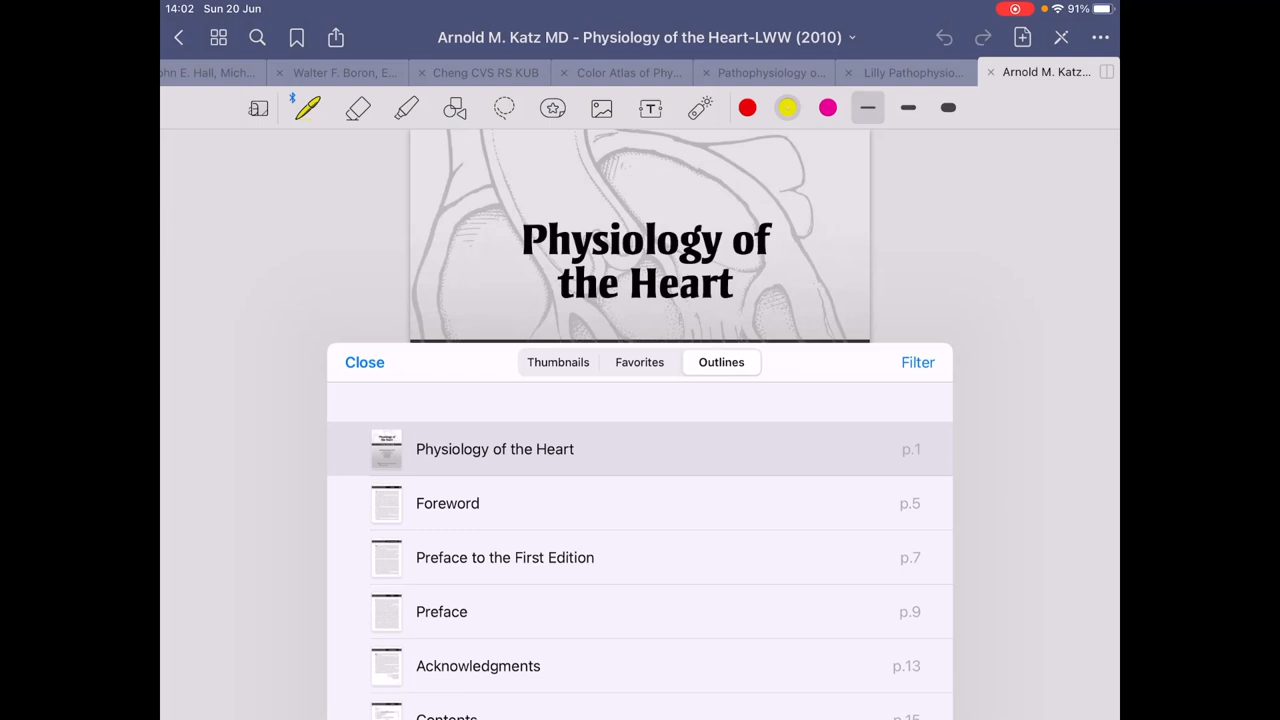 14:02 Sun 20 Jun 91%
Arnold M. Katz MD - Physiology of the Heart-LWW (2010)
ohn E. Hall, Mich... Walter F. Boron, E... Cheng CVS RS KUB Color Atlas of Phy... Pathophysiology o... Lilly Pathophysio... Arnold M. Katz...
T
Physiology of
the Heart
Close Thumbnails Favorites Outlines Filter
Physiology of the Heart p.1
Foreword p.5
Preface to the First Edition p.7
Preface p.9
Acknowledgments p.13
Contents p.15